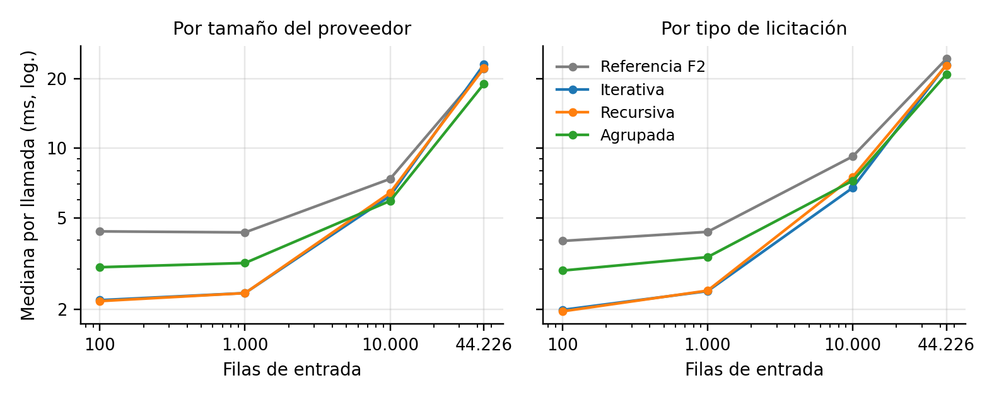 Por tamaño del proveedor
Mediana por llamada (ms, log.)
20
10
5
2
100
1.000
10.000
44.226
Filas de entrada
Por tipo de licitación
Referencia F2
Iterativa
Recursiva
Agrupada
100
1.000
10.000
44.226
Filas de entrada